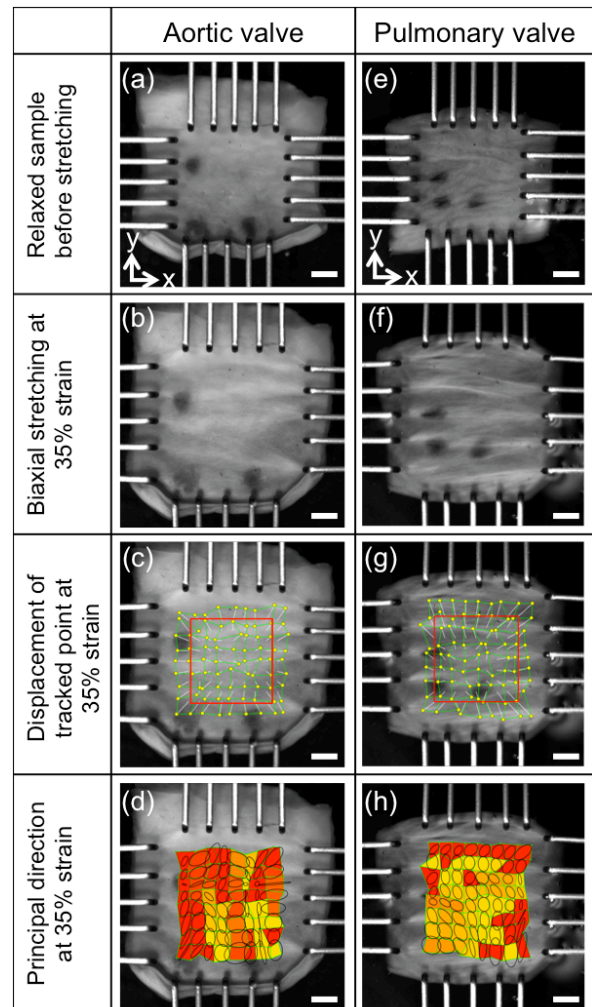 Aortic valve
Pulmonary valve
Relaxed sample
before stretching
(a)
y
x
(e)
y
x
Biaxial stretching at
35% strain
(b)
(f)
Displacement of
tracked point at
35% strain
(c)
(g)
Principal direction
at 35% strain
(d)
(h)